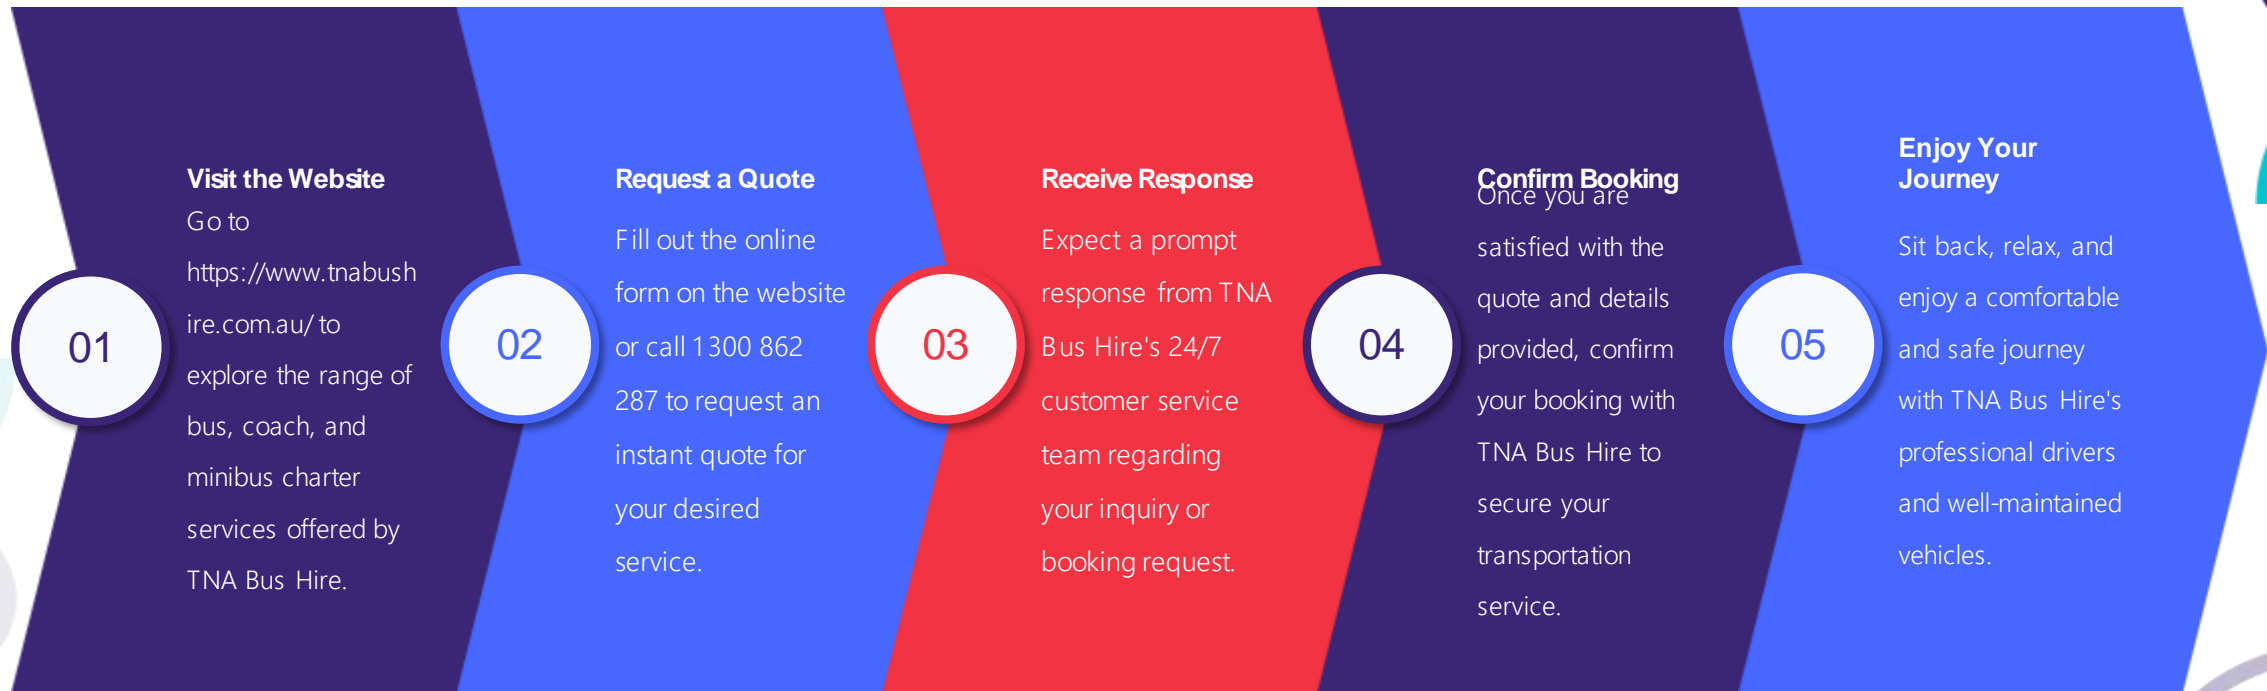 01
Visit the Website
Go to
https://www.tnabush
ire.com.au/ to
explore the range of
bus, coach, and
minibus charter
services offered by
TNA Bus Hire.
02
Request a Quote
Fill out the online
form on the website
or call 1300 862
287 to request an
instant quote for
your desired
service.
03
Receive Response
Expect a prompt
response from TNA
Bus Hire's 24/7
customer service
team regarding
your inquiry or
booking request.
04
Confirm Booking
Once you are
satisfied with the
quote and details
provided, confirm
your booking with
TNA Bus Hire to
secure your
transportation
service.
05
Enjoy Your
Journey
Sit back, relax, and
enjoy a comfortable
and safe journey
with TNA Bus Hire's
professional drivers
and well-maintained
vehicles.